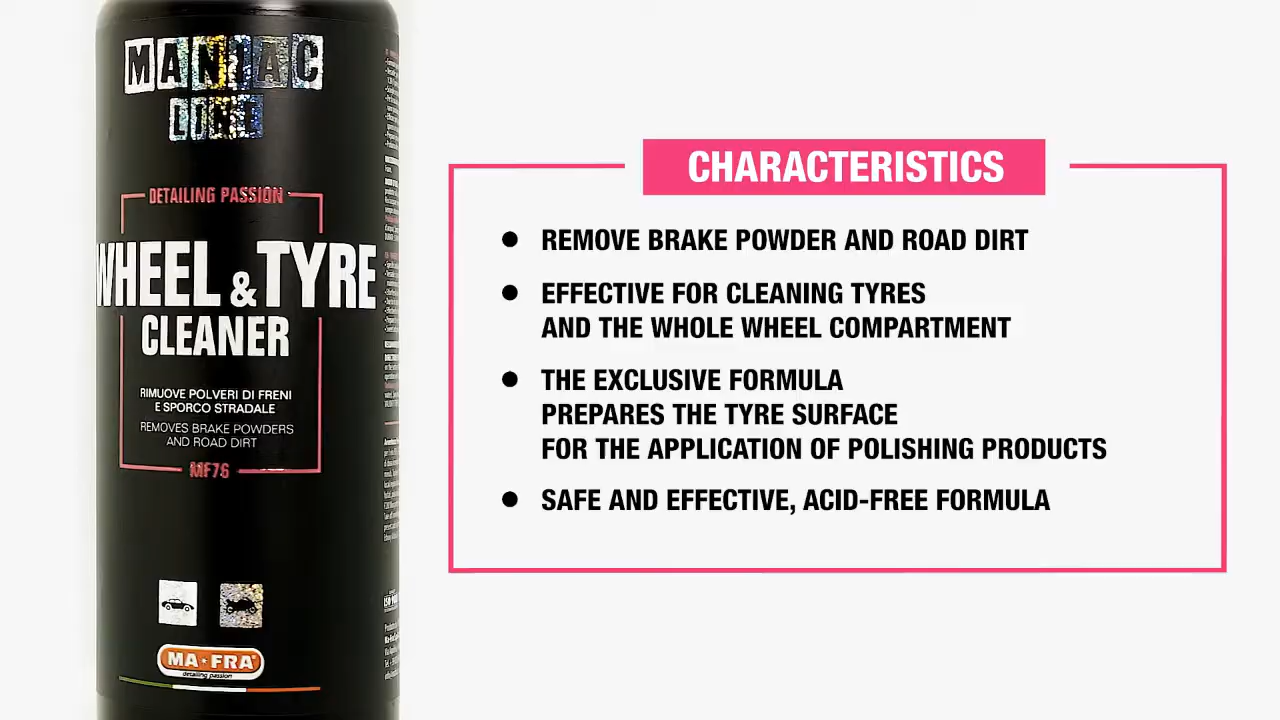 MANIAC
LINE
DETAILING PASSION
WHEEL & TYRE
CLEANER
RIMUOVE POLVERI DI FRENI
E SPORCO STRADALE
REMOVES BRAKE POWDERS
AND ROAD DIRT
MF76
MA★FRA®
detailing passion
CHARACTERISTICS
● REMOVE BRAKE POWDER AND ROAD DIRT
● EFFECTIVE FOR CLEANING TYRES
AND THE WHOLE WHEEL COMPARTMENT
● THE EXCLUSIVE FORMULA
PREPARES THE TYRE SURFACE
FOR THE APPLICATION OF POLISHING PRODUCTS
● SAFE AND EFFECTIVE, ACID-FREE FORMULA